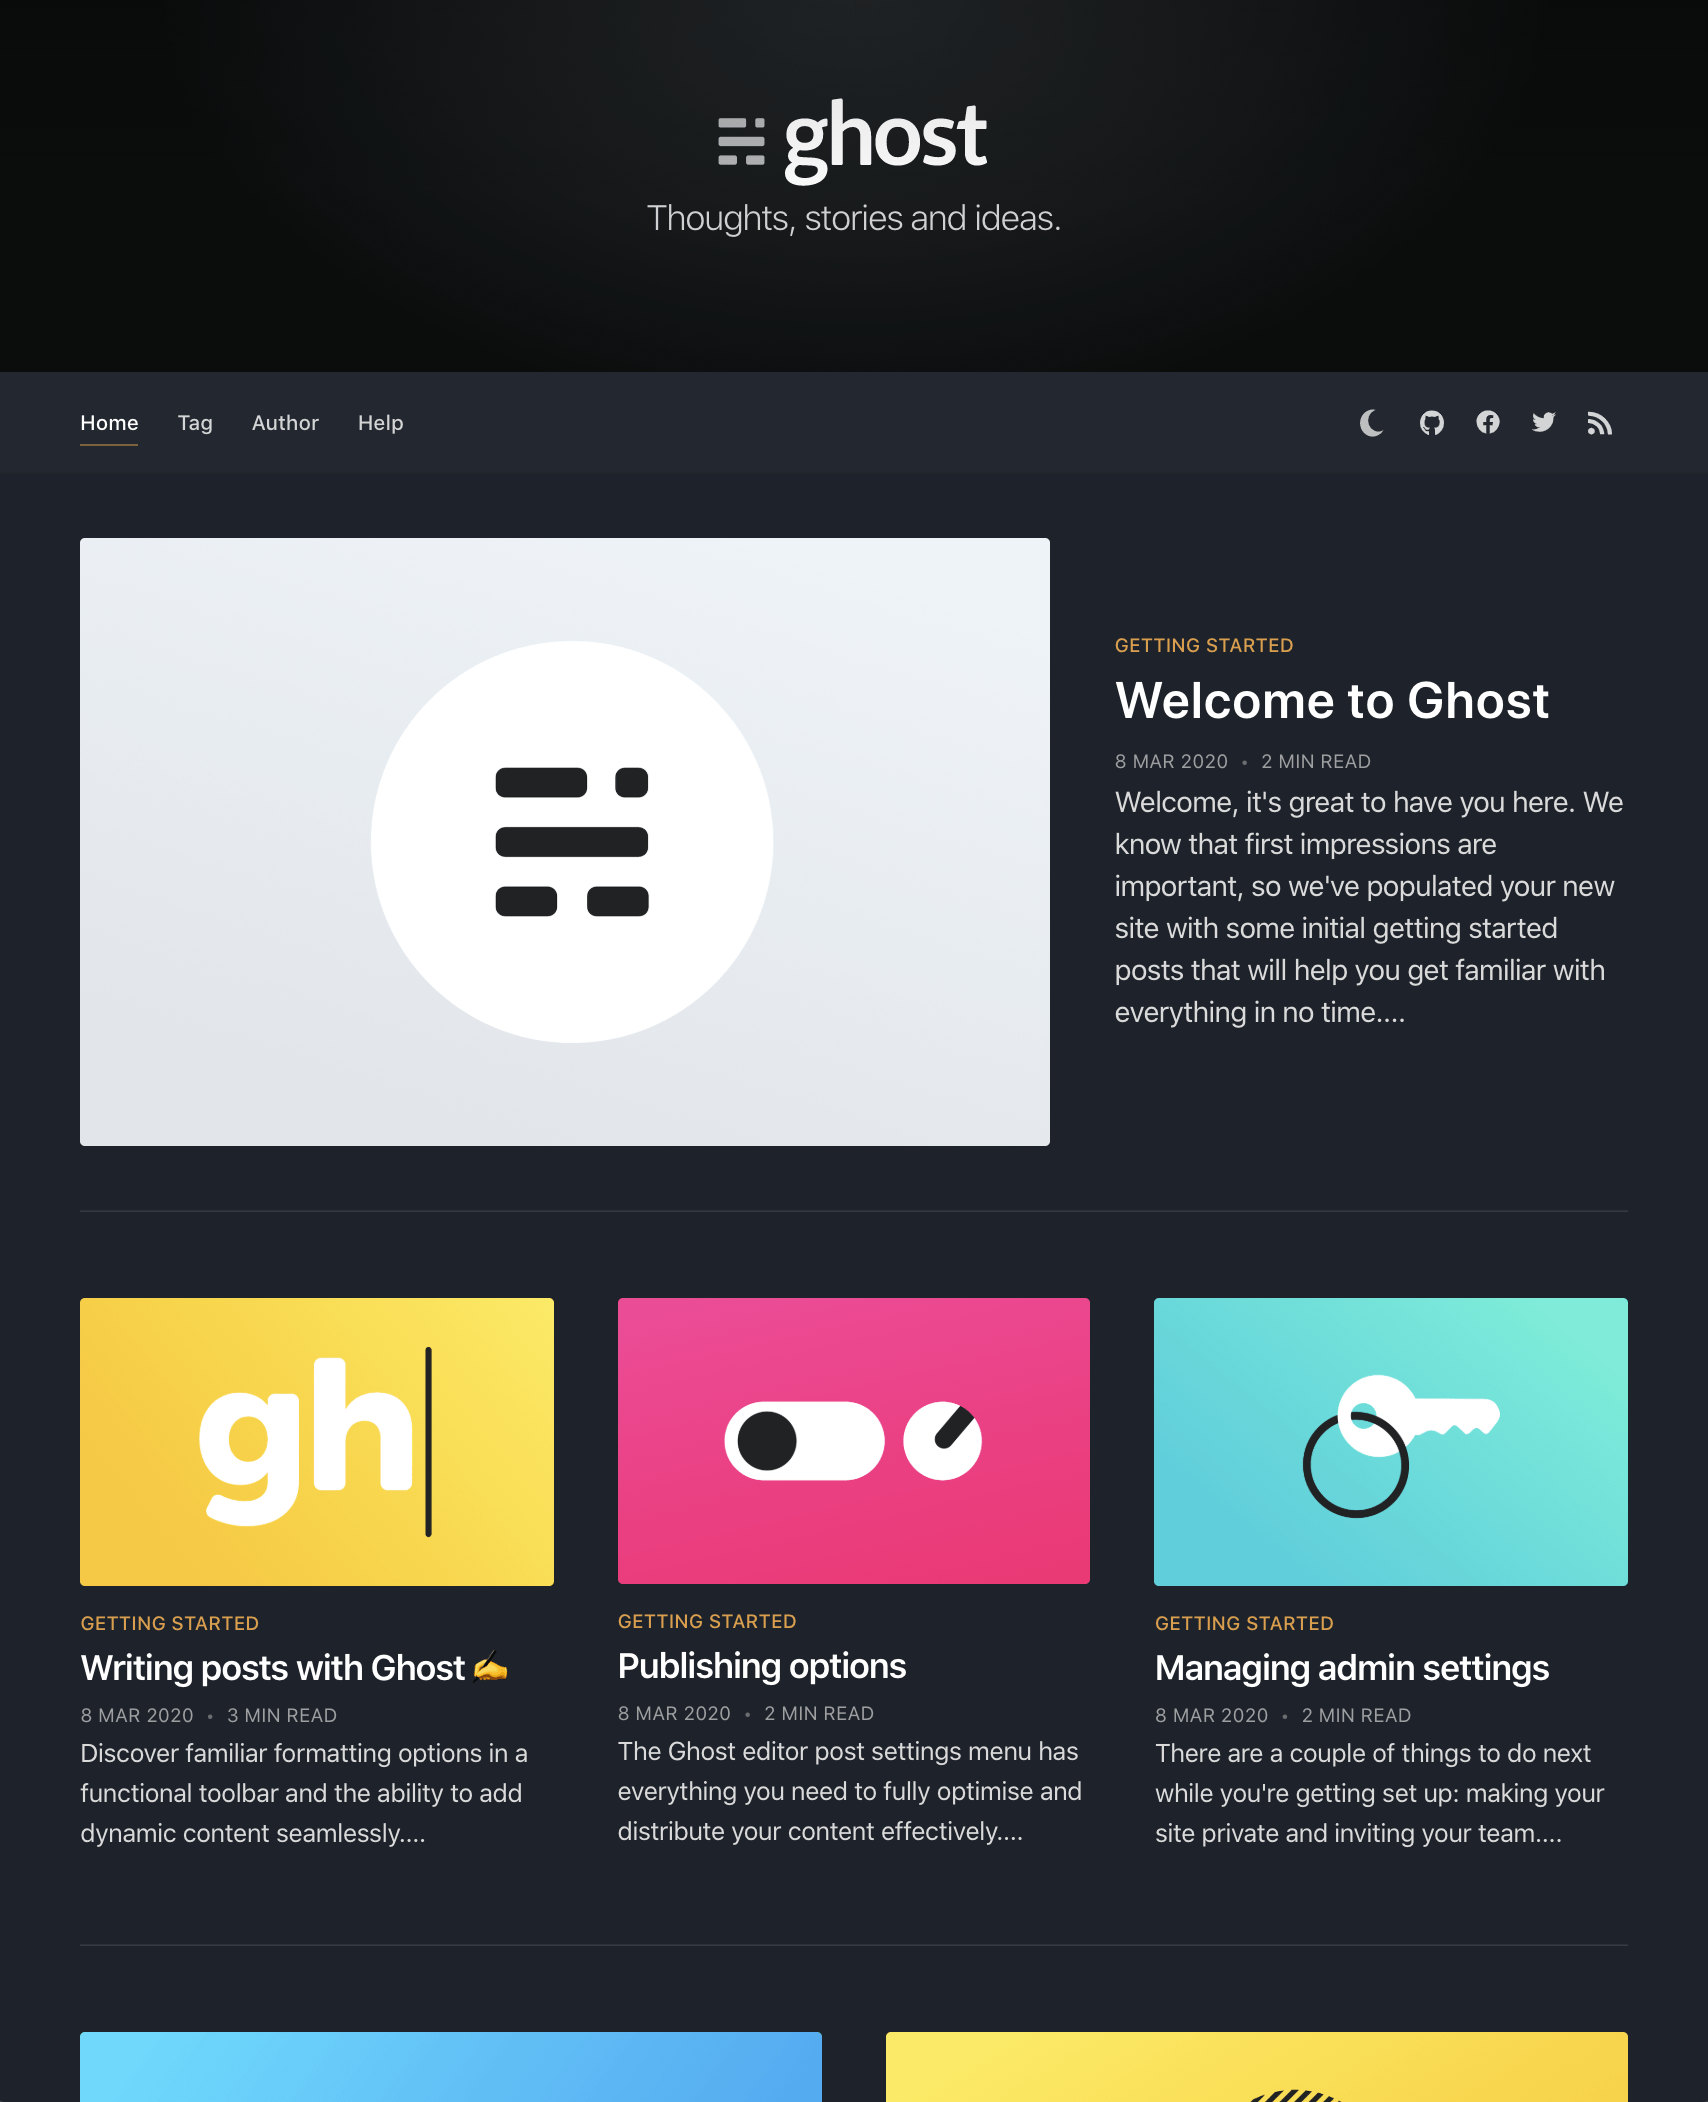 ghost
Thoughts, stories and ideas.
Home Tag Author Help
GETTING STARTED
Welcome to Ghost
8 MAR 2020 • 2 MIN READ
Welcome, it's great to have you here. We
know that first impressions are
important, so we've populated your new
site with some initial getting started
posts that will help you get familiar with
everything in no time....
gh
GETTING STARTED
Writing posts with Ghost ✍️
8 MAR 2020 • 3 MIN READ
Discover familiar formatting options in a
functional toolbar and the ability to add
dynamic content seamlessly....
GETTING STARTED
Publishing options
8 MAR 2020 • 2 MIN READ
The Ghost editor post settings menu has
everything you need to fully optimise and
distribute your content effectively....
GETTING STARTED
Managing admin settings
8 MAR 2020 • 2 MIN READ
There are a couple of things to do next
while you're getting set up: making your
site private and inviting your team....